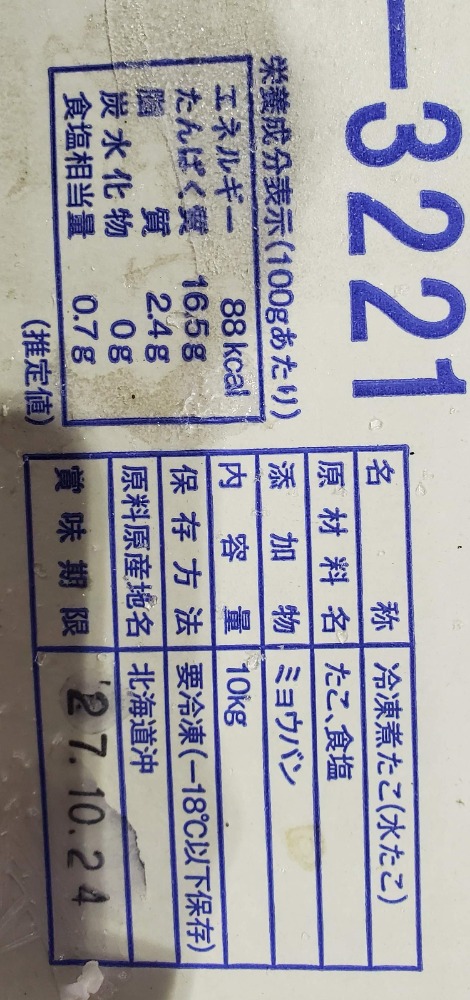 -3221
栄養成分表示(100gあたり)
エネルギー 88kcal
たんぱく質 16.5g
脂質 2.4g
炭水化物 0g
食塩相当量 0.7g
(推定値)
名称 冷凍煮たこ(水たこ)
原材料名 たこ、食塩
添加物 ミョウバン
内容量 10kg
保存方法 要冷凍(-18℃以下保存)
原料原産地名 北海道沖
賞味期限 '27.10.24